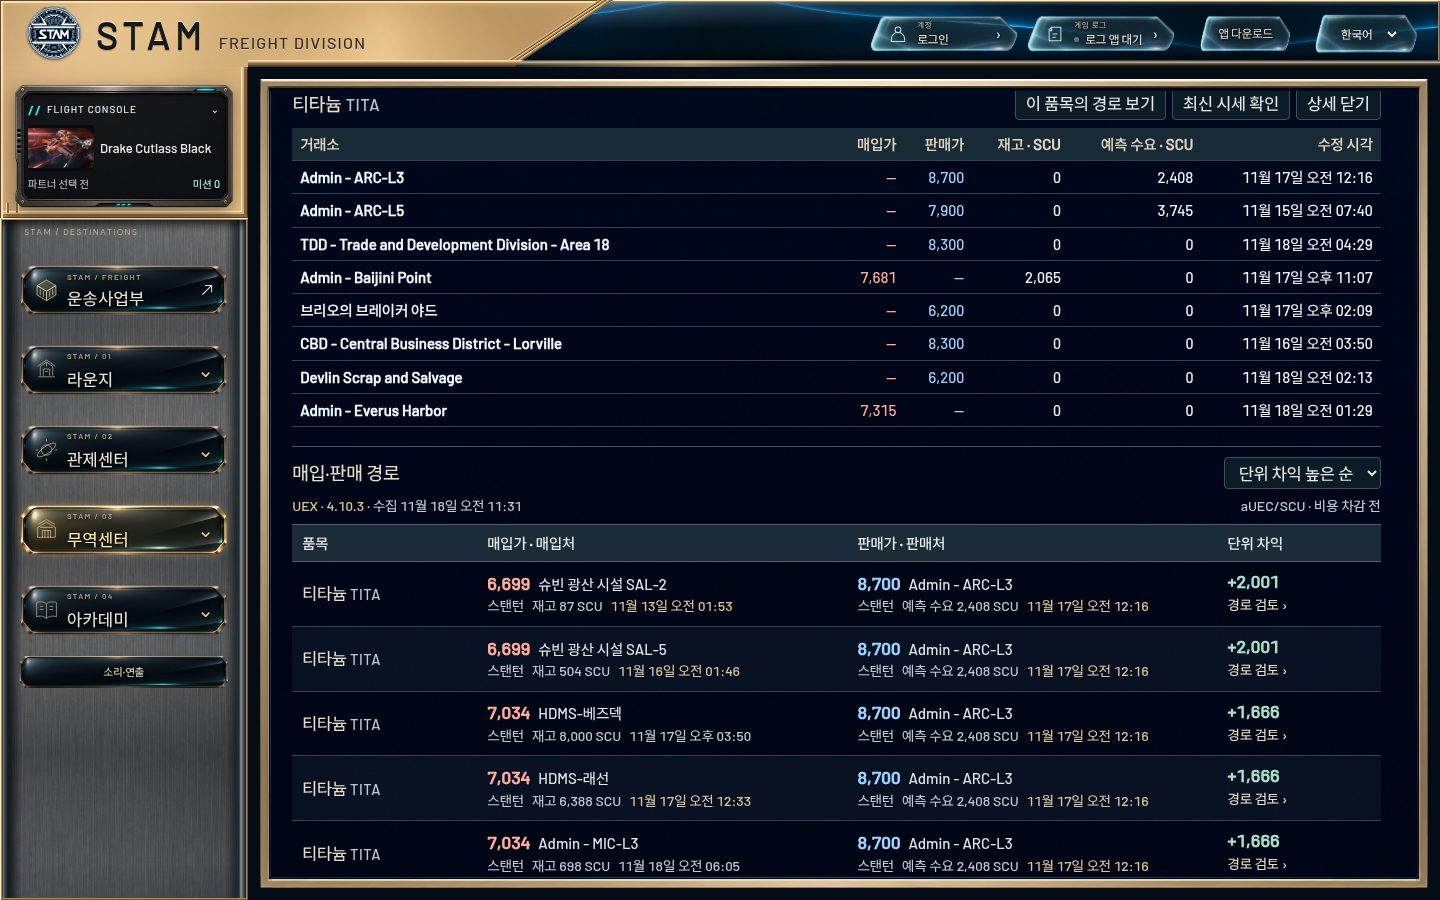 STAM FREIGHT DIVISION
계정
로그인 ›
게임 로그
로그 앱 대기 ›
앱 다운로드
한국어
// FLIGHT CONSOLE
Drake Cutlass Black
파트너 선택 전 미션 0
STAM / DESTINATIONS
STAM / FREIGHT
운송사업부
STAM / 01
라운지
STAM / 02
관제센터
STAM / 03
무역센터
STAM / 04
아카데미
소리·연출
티타늄 TITA 이 품목의 경로 보기 최신 시세 확인 상세 닫기
거래소 매입가 판매가 재고 · SCU 예측 수요 · SCU 수정 시각
Admin - ARC-L3 — 8,700 0 2,408 11월 17일 오전 12:16
Admin - ARC-L5 — 7,900 0 3,745 11월 15일 오전 07:40
TDD - Trade and Development Division - Area 18 — 8,300 0 0 11월 18일 오전 04:29
Admin - Baijini Point 7,681 — 2,065 0 11월 17일 오후 11:07
브리오의 브레이커 야드 — 6,200 0 0 11월 17일 오후 02:09
CBD - Central Business District - Lorville — 8,300 0 0 11월 16일 오전 03:50
Devlin Scrap and Salvage — 6,200 0 0 11월 18일 오전 02:13
Admin - Everus Harbor 7,315 — 0 0 11월 18일 오전 01:29
매입·판매 경로 단위 차익 높은 순
UEX · 4.10.3 · 수집 11월 18일 오전 11:31 aUEC/SCU · 비용 차감 전
품목 매입가 · 매입처 판매가 · 판매처 단위 차익
티타늄 TITA 6,699 슈빈 광산 시설 SAL-2 8,700 Admin - ARC-L3 +2,001
스탠턴 재고 87 SCU 11월 13일 오전 01:53 스탠턴 예측 수요 2,408 SCU 11월 17일 오전 12:16 경로 검토 ›
티타늄 TITA 6,699 슈빈 광산 시설 SAL-5 8,700 Admin - ARC-L3 +2,001
스탠턴 재고 504 SCU 11월 16일 오전 01:46 스탠턴 예측 수요 2,408 SCU 11월 17일 오전 12:16 경로 검토 ›
티타늄 TITA 7,034 HDMS-베즈덱 8,700 Admin - ARC-L3 +1,666
스탠턴 재고 8,000 SCU 11월 17일 오후 03:50 스탠턴 예측 수요 2,408 SCU 11월 17일 오전 12:16 경로 검토 ›
티타늄 TITA 7,034 HDMS-래선 8,700 Admin - ARC-L3 +1,666
스탠턴 재고 6,388 SCU 11월 17일 오전 12:33 스탠턴 예측 수요 2,408 SCU 11월 17일 오전 12:16 경로 검토 ›
티타늄 TITA 7,034 Admin - MIC-L3 8,700 Admin - ARC-L3 +1,666
스탠턴 재고 698 SCU 11월 18일 오전 06:05 스탠턴 예측 수요 2,408 SCU 11월 17일 오전 12:16 경로 검토 ›